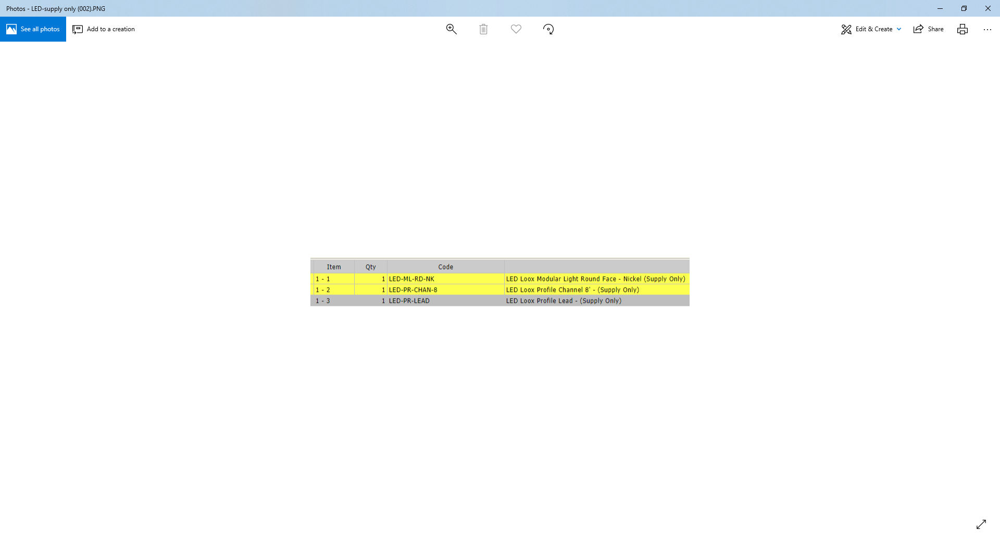 Photos - LED-supply only (002).PNG
See all photos
Add to a creation
Edit & Create
Share
Item Qty Code
1 - 1 1 LED-ML-RD-NK LED Loox Modular Light Round Face - Nickel (Supply Only)
1 - 2 1 LED-PR-CHAN-8 LED Loox Profile Channel 8' - (Supply Only)
1 - 3 1 LED-PR-LEAD LED Loox Profile Lead - (Supply Only)